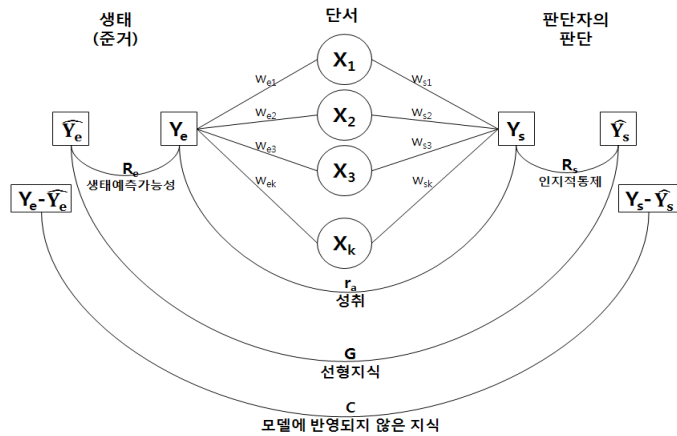 생태
(준거)
단서
판단자의
판단
X1
We1
Ws1
X2
We2
Ws2
Ŷe
Ye
Ys
Ŷs
We3
Ws3
X3
Re
생태예측가능성
Rs
인지적통제
Wek
Wsk
Ye-Ŷe
Ys-Ŷs
Xk
ra
성취
G
선형지식
C
모델에 반영되지 않은 지식